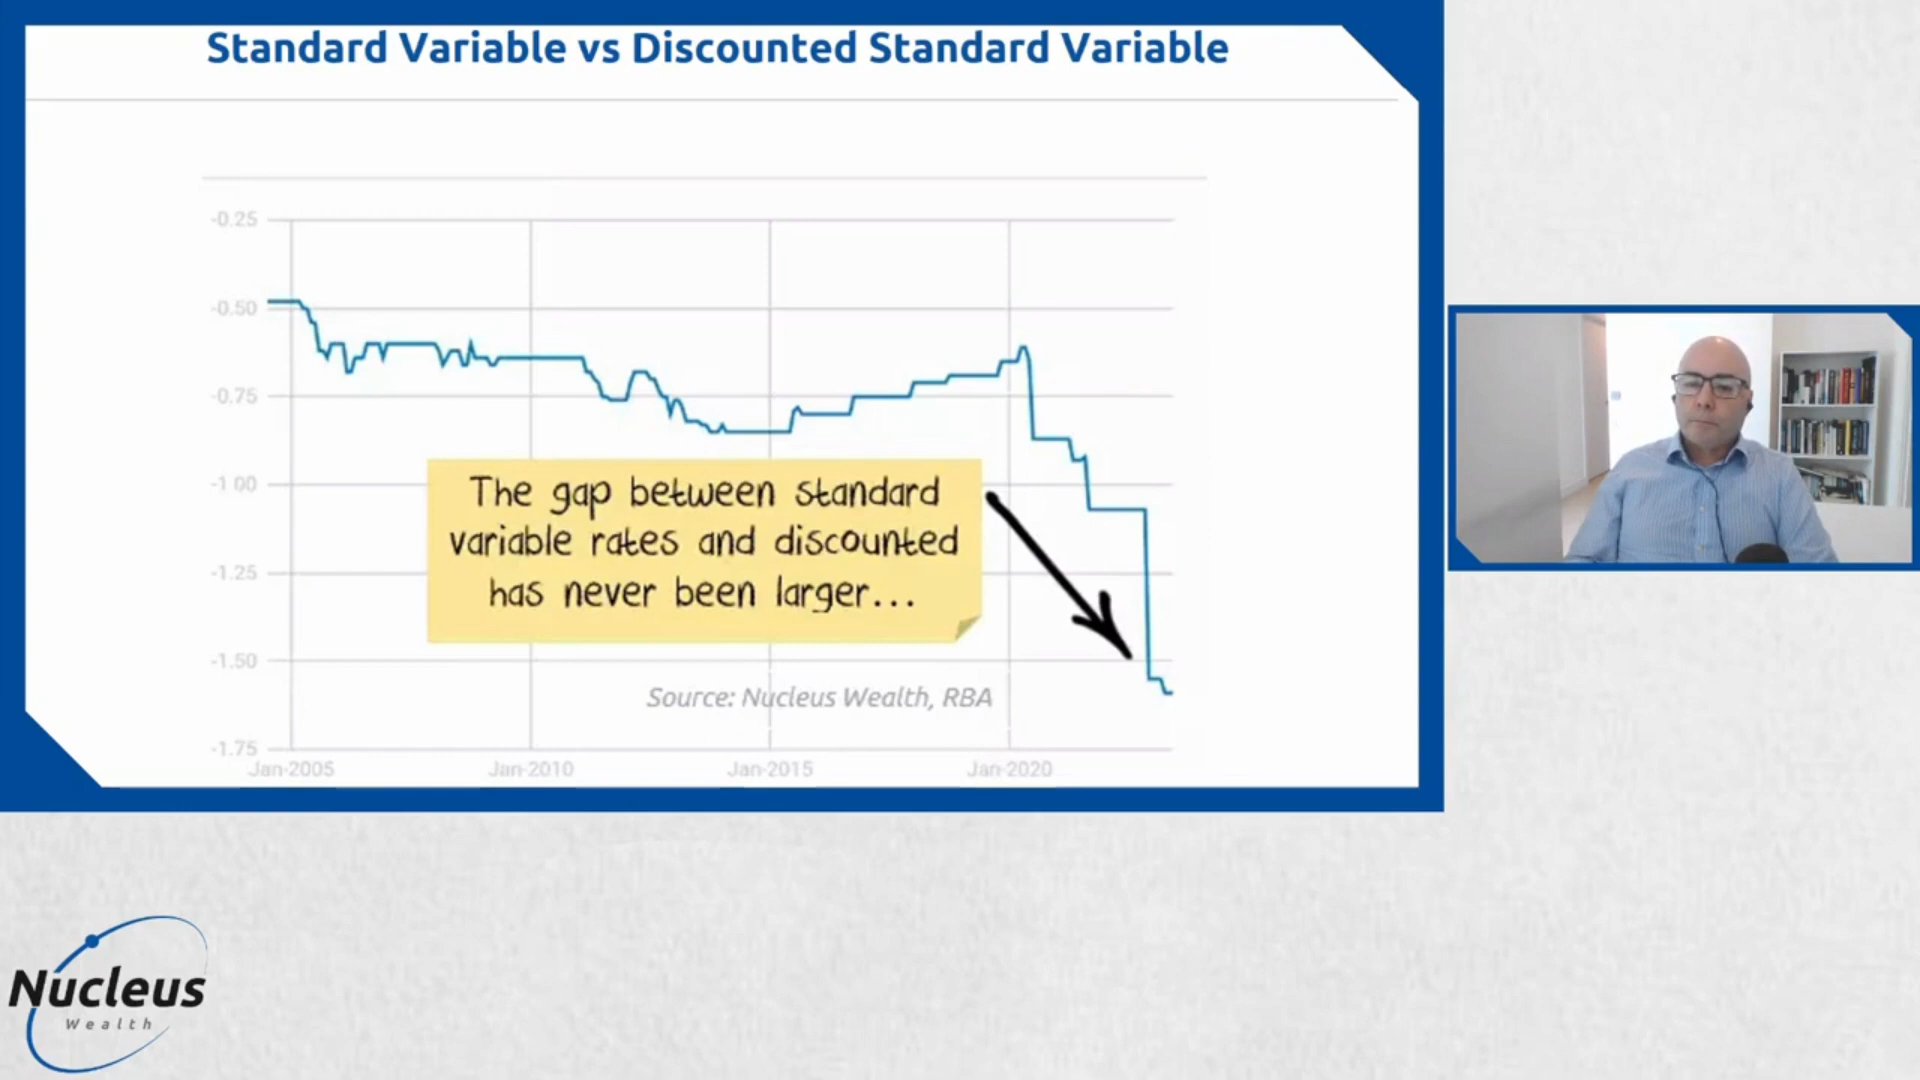 Standard Variable vs Discounted Standard Variable
-0.25
-0.50
-0.75
-1.00
-1.25
-1.50
-1.75
The gap between standard
variable rates and discounted
has never been larger...
Source: Nucleus Wealth, RBA
Jan-2005
Jan-2010
Jan-2015
Jan-2020
Nucleus
Wealth